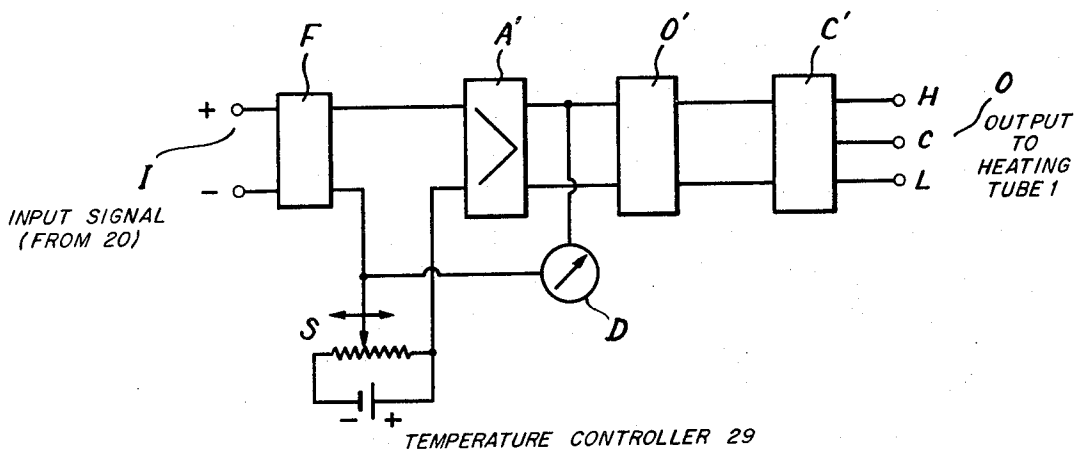 F
A'
O'
C'
+
H
O
I
C
OUTPUT
TO
HEATING
TUBE 1
-
L
INPUT SIGNAL
(FROM 20)
S
D
- +
TEMPERATURE CONTROLLER 29